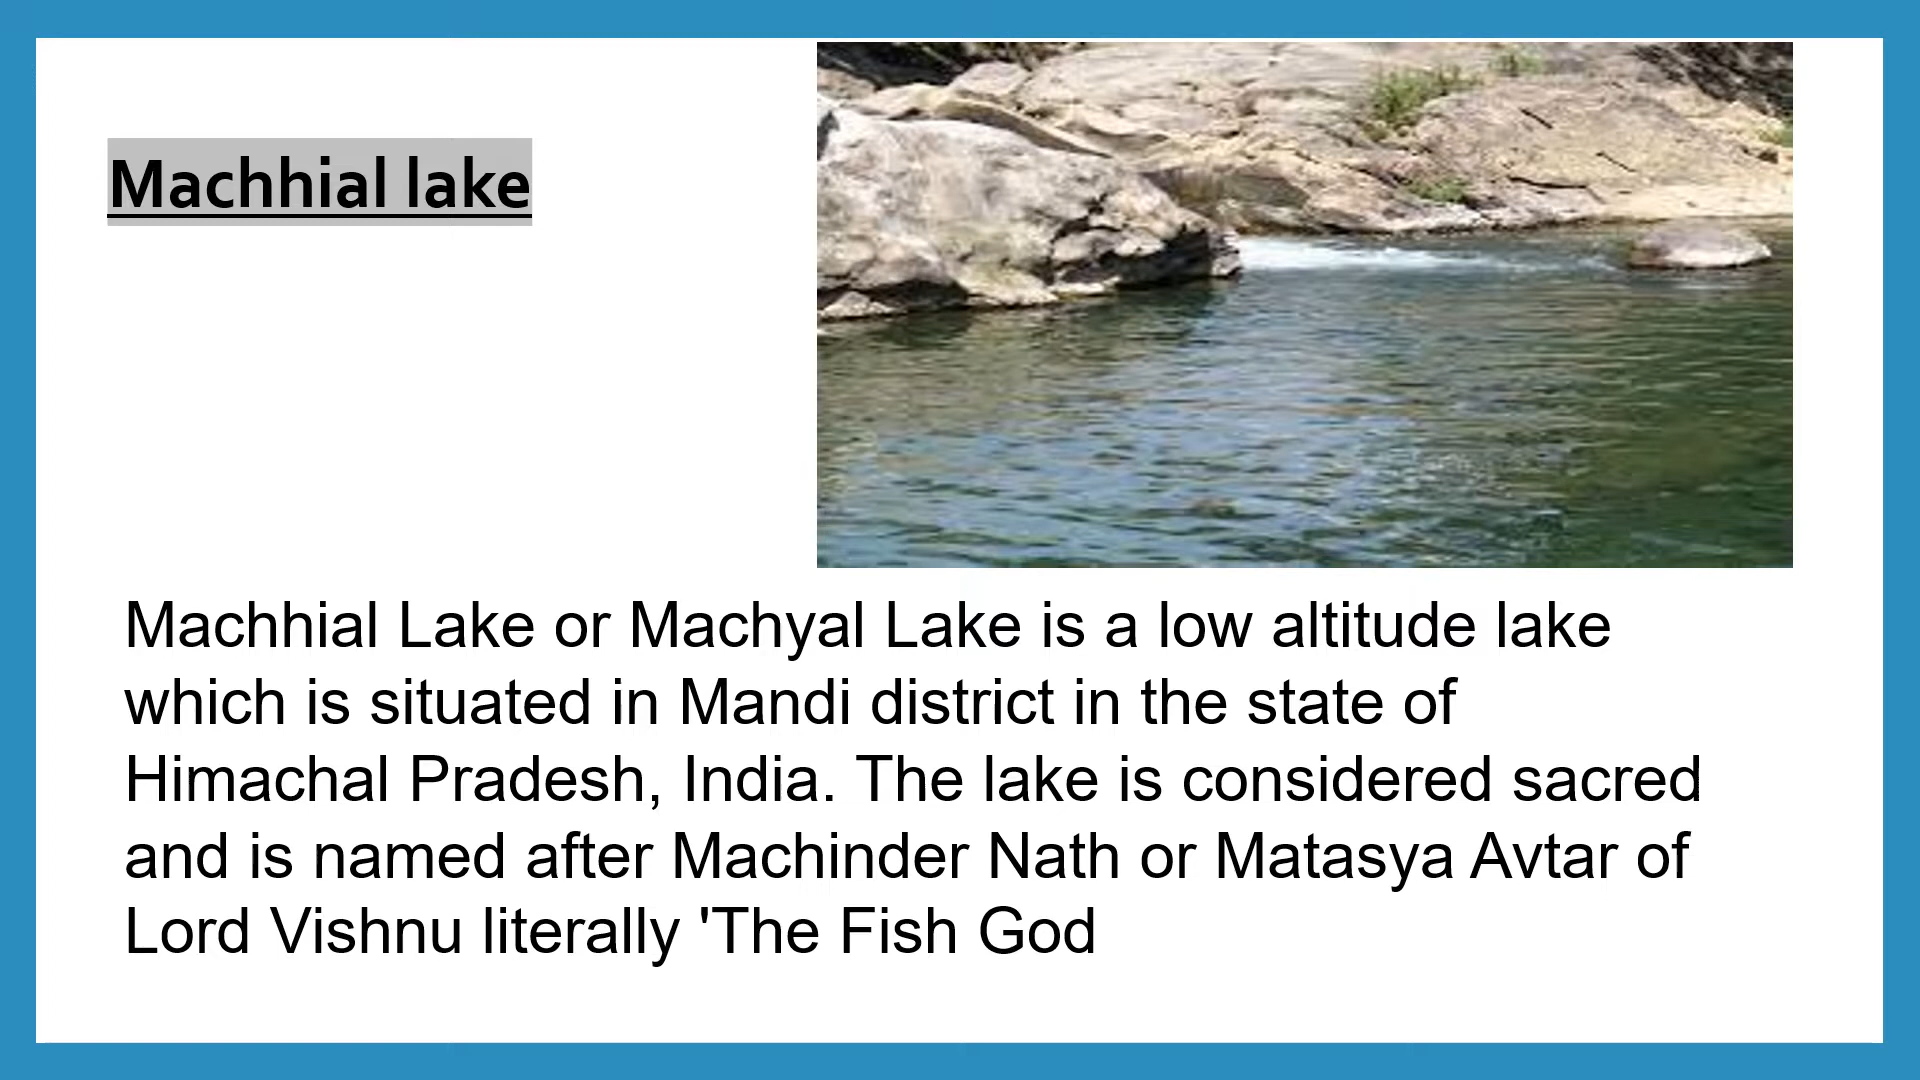 Machhial lake
Machhial Lake or Machyal Lake is a low altitude lake
which is situated in Mandi district in the state of
Himachal Pradesh, India. The lake is considered sacred
and is named after Machinder Nath or Matasya Avtar of
Lord Vishnu literally 'The Fish God